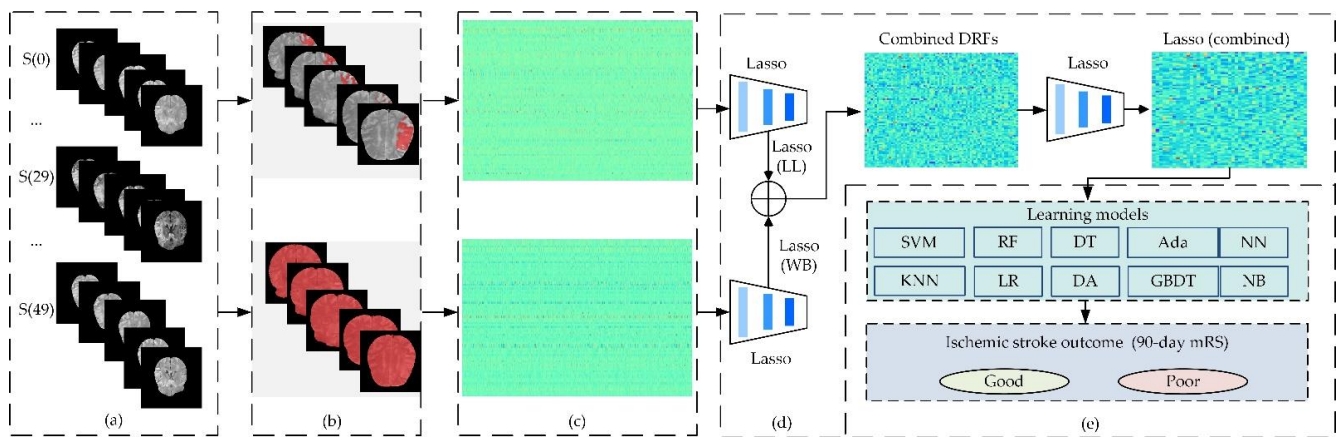 S(0)
...
S(29)
...
S(49)
(a)
(b)
(c)
Lasso
Lasso
(LL)
Lasso
(WB)
Lasso
(d)
Combined DRFs
Lasso
Lasso (combined)
Learning models
SVM RF DT Ada NN
KNN LR DA GBDT NB
Ischemic stroke outcome (90-day mRS)
Good Poor
(e)